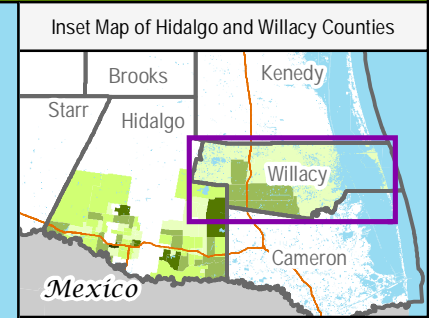 Inset Map of Hidalgo and Willacy Counties
Brooks
Kenedy
Starr
Hidalgo
Willacy
Cameron
Mexico